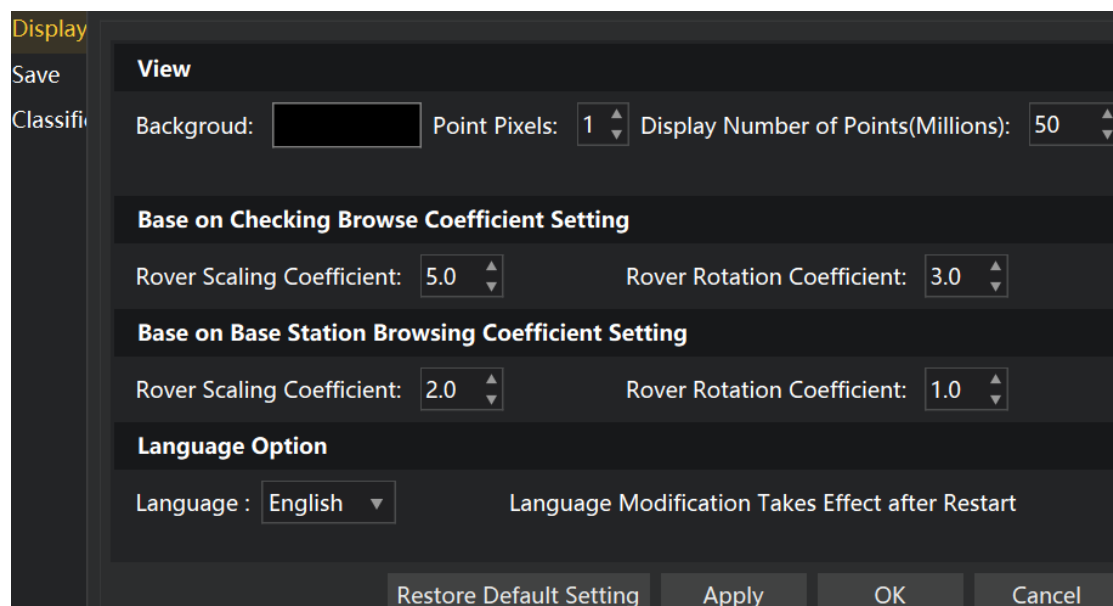 Display
Save
Classifi
View
Backgroud: Point Pixels: 1 Display Number of Points(Millions): 50
Base on Checking Browse Coefficient Setting
Rover Scaling Coefficient: 5.0 Rover Rotation Coefficient: 3.0
Base on Base Station Browsing Coefficient Setting
Rover Scaling Coefficient: 2.0 Rover Rotation Coefficient: 1.0
Language Option
Language : English Language Modification Takes Effect after Restart
Restore Default Setting Apply OK Cancel